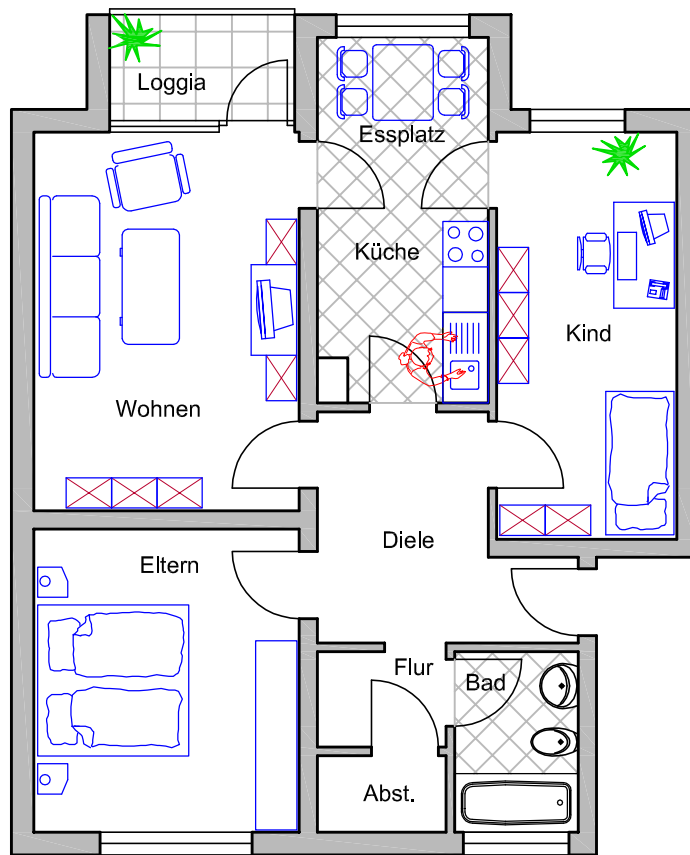 Loggia
Essplatz
Küche
Kind
Wohnen
Diele
Eltern
Flur
Bad
Abst.